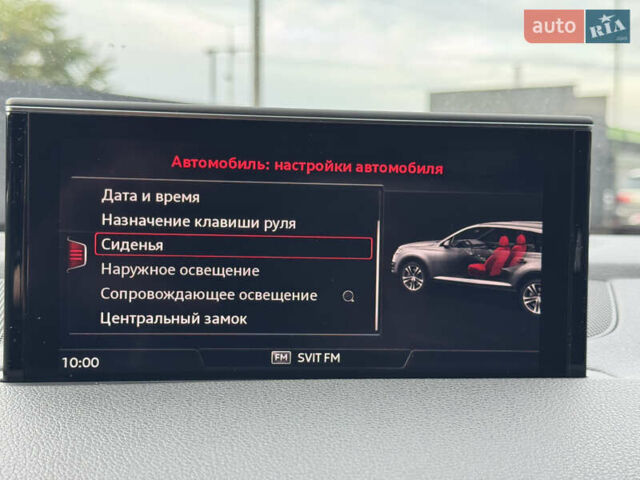 auto RIA
Автомобиль: настройки автомобиля
Дата и время
Назначение клавиши руля
Сиденья
Наружное освещение
Сопровождающее освещение
Центральный замок
10:00
FM SVIT FM